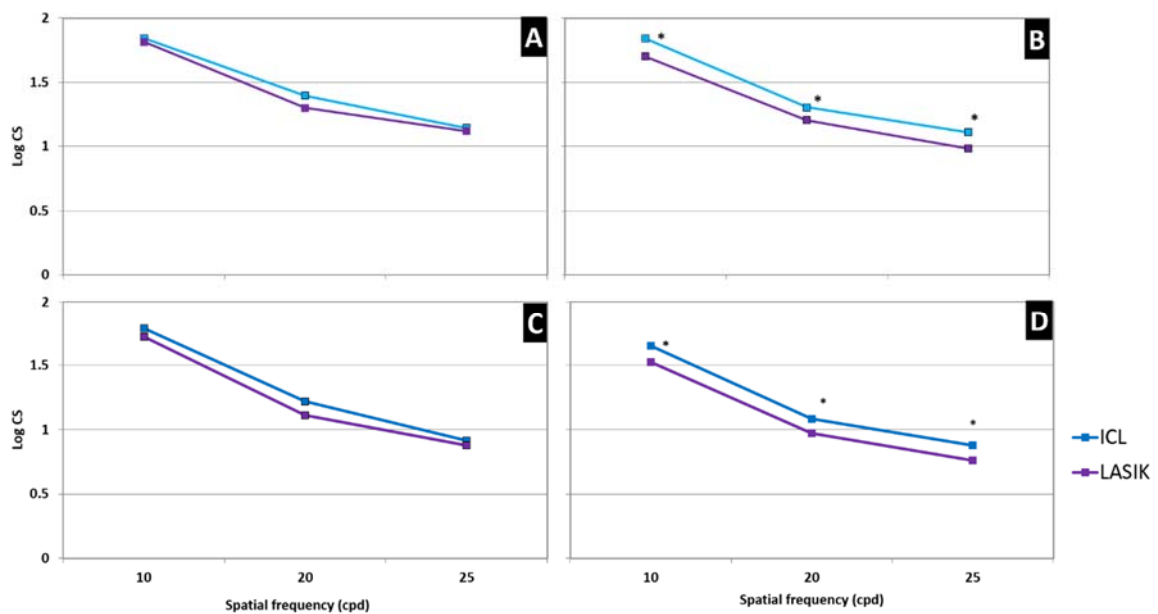 2
1.5
1
0.5
0
Log CS
A
*
*
*
B
2
1.5
1
0.5
0
Log CS
C
10
20
25
Spatial frequency (cpd)
*
*
*
D
10
20
25
Spatial frequency (cpd)
ICL
LASIK